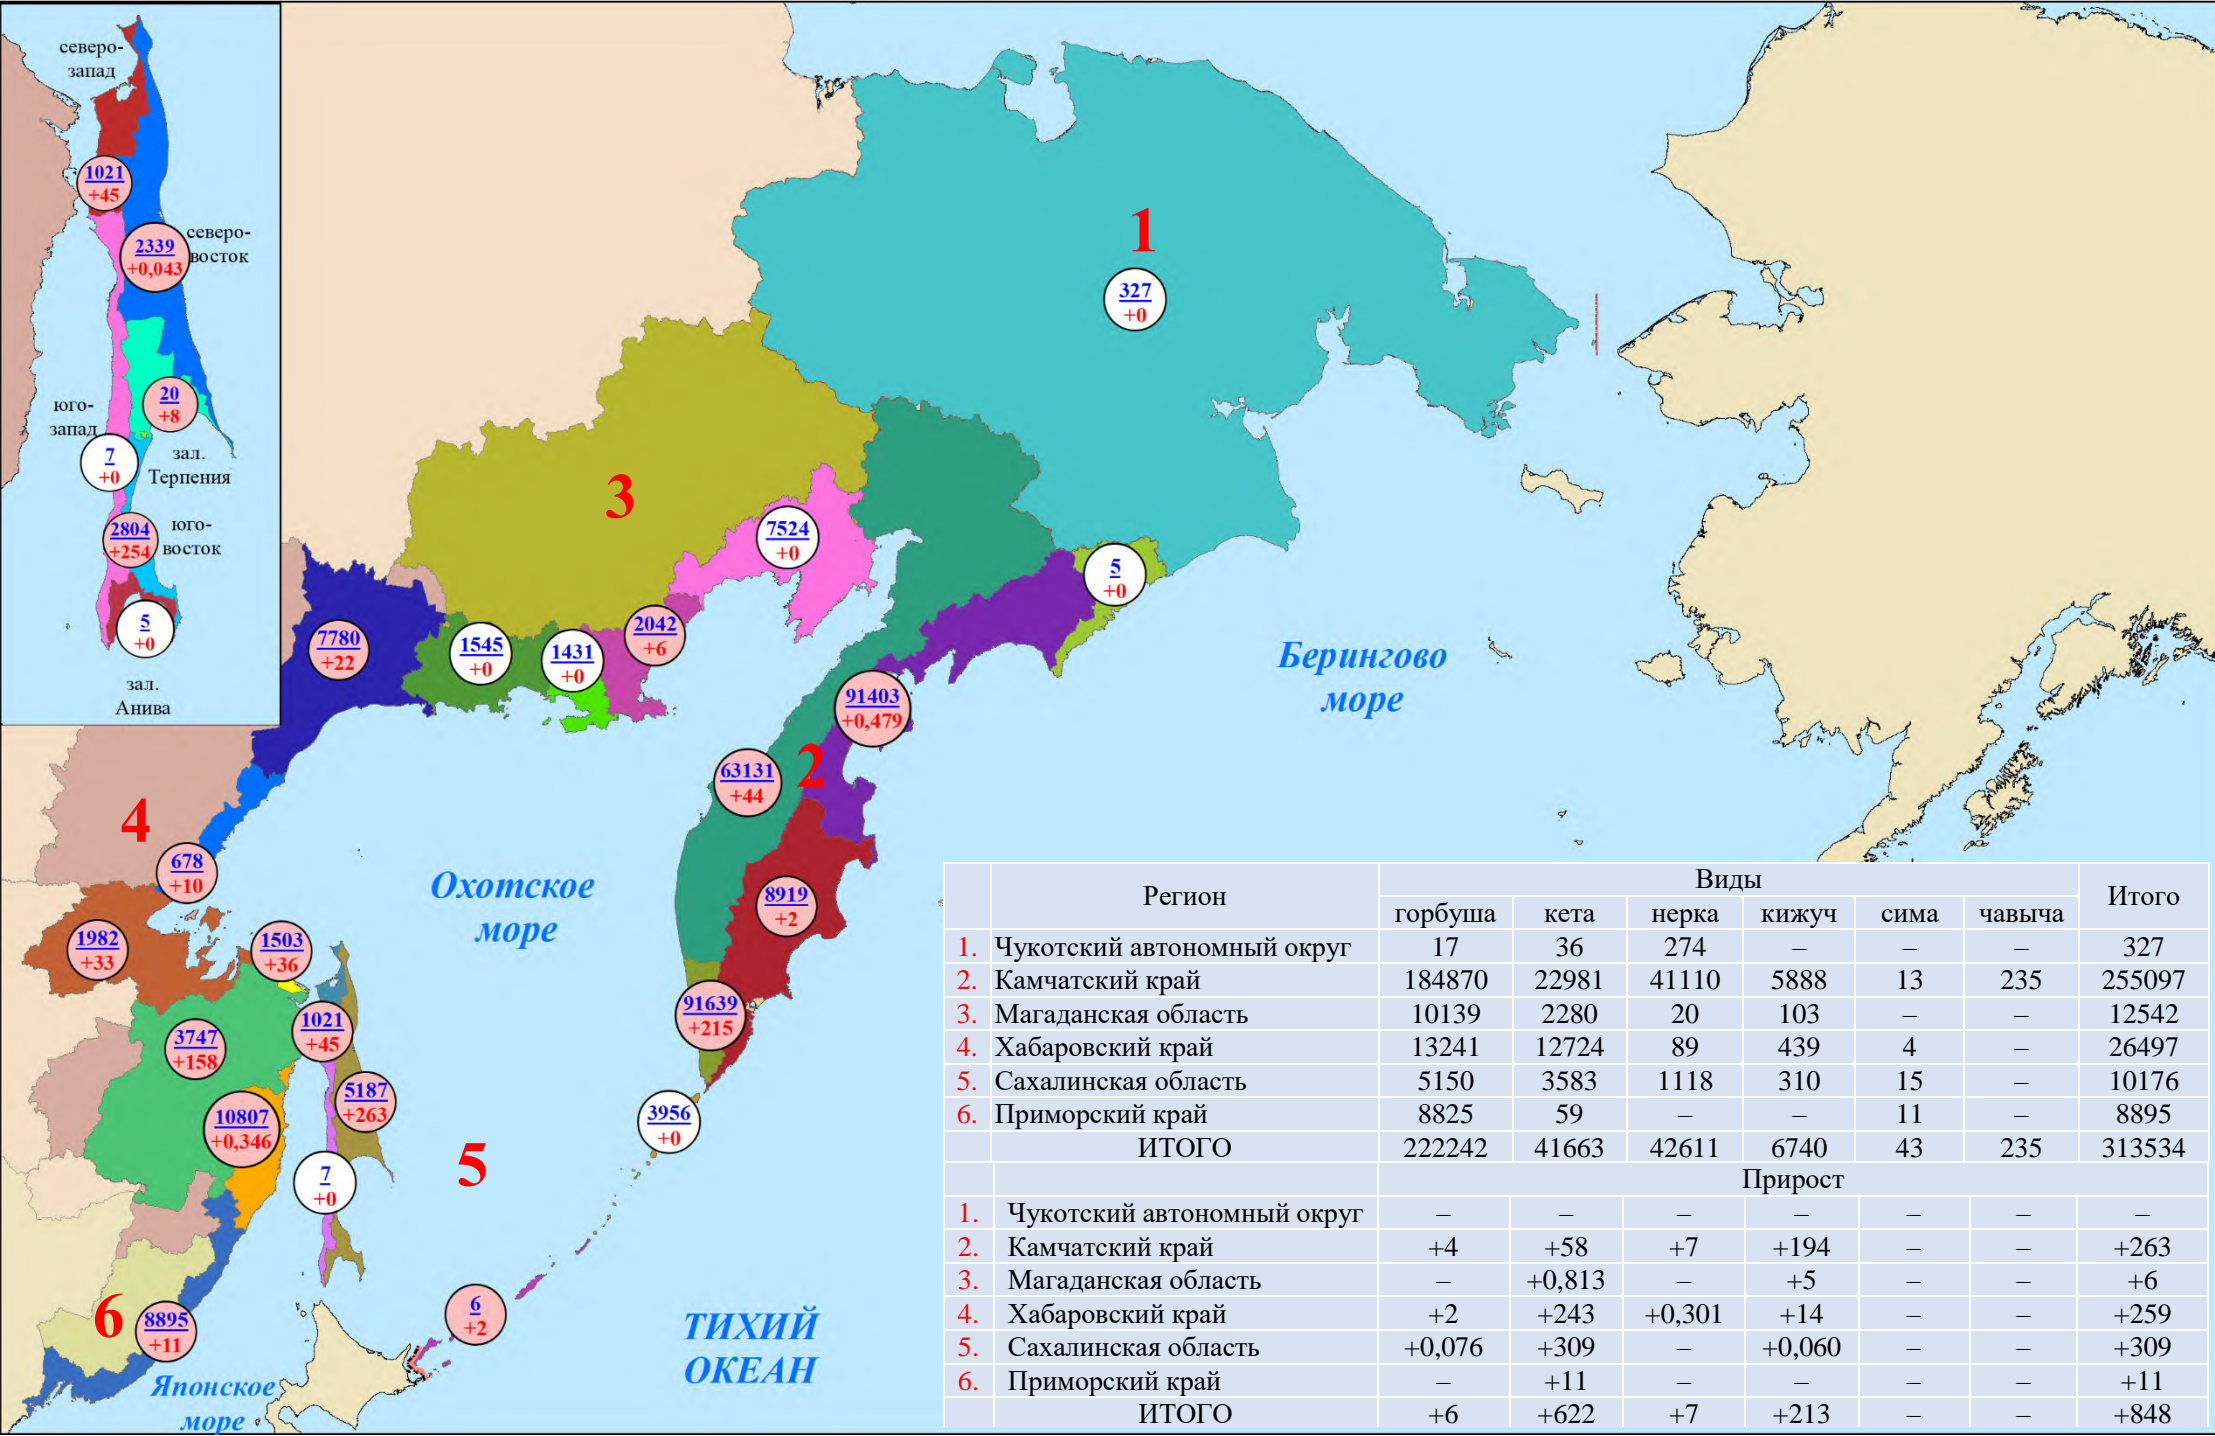 северо-
запад
1021
+45
северо-
восток
2339
+0,043
20
+8
юго-
запад
7
+0
зал.
Терпения
юго-
восток
2804
+254
5
+0
зал.
Анива
1
327
+0
3
7524
+0
5
+0
2042
+6
1431
+0
1545
+0
7780
+22
Берингово
море
91403
+0,479
2
63131
+44
4
678
+10
8919
+2
Охотское
море
1982
+33
1503
+36
91639
+215
1021
+45
3747
+158
5187
+263
10807
+0,346
3956
+0
5
7
+0
6
8895
+11
6
+2
ТИХИЙ
ОКЕАН
Японское
море
Регион Виды Итого
горбуша кета нерка кижуч сима чавыча
1. Чукотский автономный округ 17 36 274 – – – 327
2. Камчатский край 184870 22981 41110 5888 13 235 255097
3. Магаданская область 10139 2280 20 103 – – 12542
4. Хабаровский край 13241 12724 89 439 4 – 26497
5. Сахалинская область 5150 3583 1118 310 15 – 10176
6. Приморский край 8825 59 – – 11 – 8895
ИТОГО 222242 41663 42611 6740 43 235 313534
Прирост
1. Чукотский автономный округ – – – – – – –
2. Камчатский край +4 +58 +7 +194 – – +263
3. Магаданская область – +0,813 – +5 – – +6
4. Хабаровский край +2 +243 +0,301 +14 – – +259
5. Сахалинская область +0,076 +309 – +0,060 – – +309
6. Приморский край – +11 – – – – +11
ИТОГО +6 +622 +7 +213 – – +848